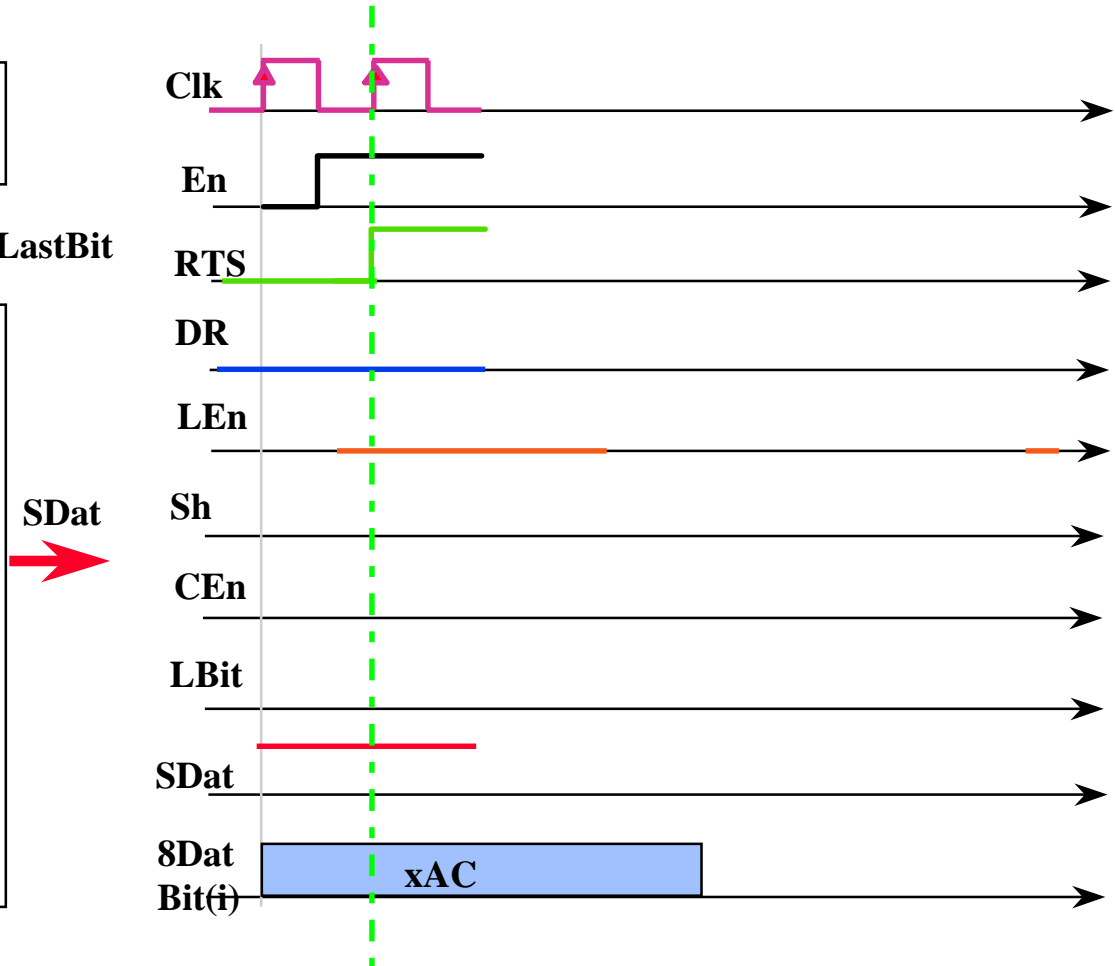 Clk
En
LastBit
RTS
DR
LEn
SDat
Sh
CEn
LBit
SDat
8Dat
xAC
Bit(i)